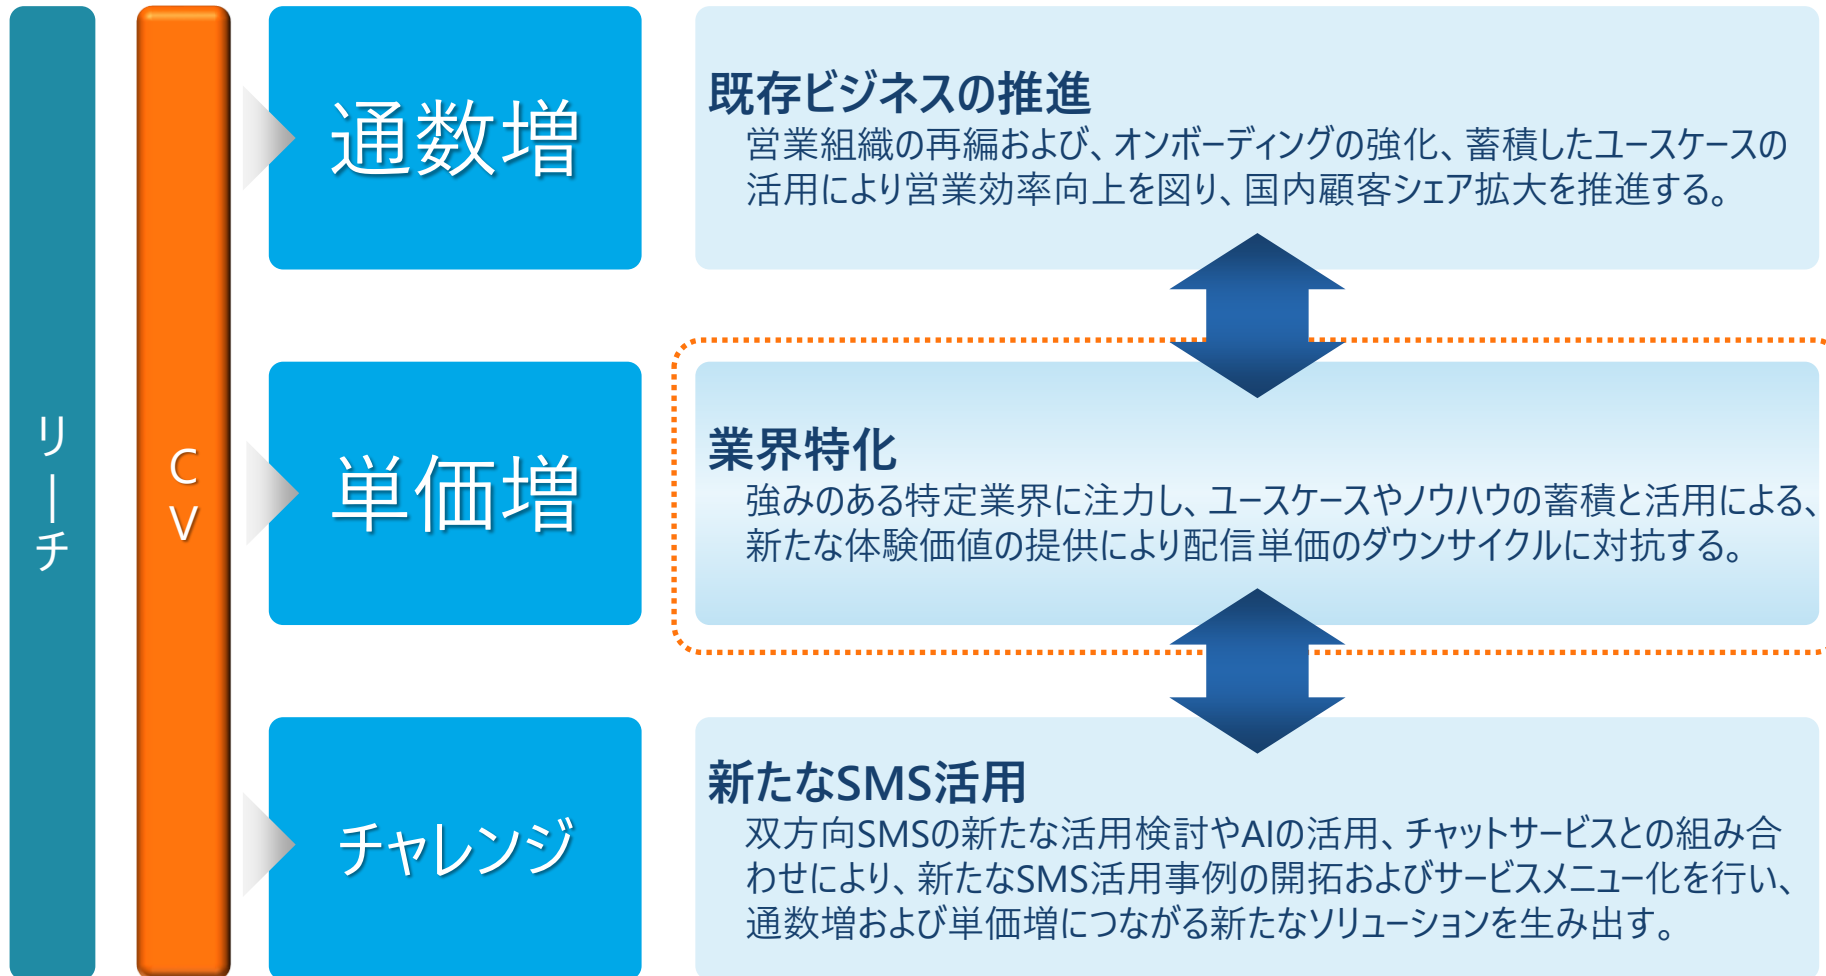 リーチ
CV
通数増
既存ビジネスの推進
営業組織の再編および、オンボーディングの強化、蓄積したユースケースの
活用により営業効率向上を図り、国内顧客シェア拡大を推進する。
単価増
業界特化
強みのある特定業界に注力し、ユースケースやノウハウの蓄積と活用による、
新たな体験価値の提供により配信単価のダウンサイクルに対抗する。
チャレンジ
新たなSMS活用
双方向SMSの新たな活用検討やAIの活用、チャットサービスとの組み合
わせにより、新たなSMS活用事例の開拓およびサービスメニュー化を行い、
通数増および単価増につながる新たなソリューションを生み出す。